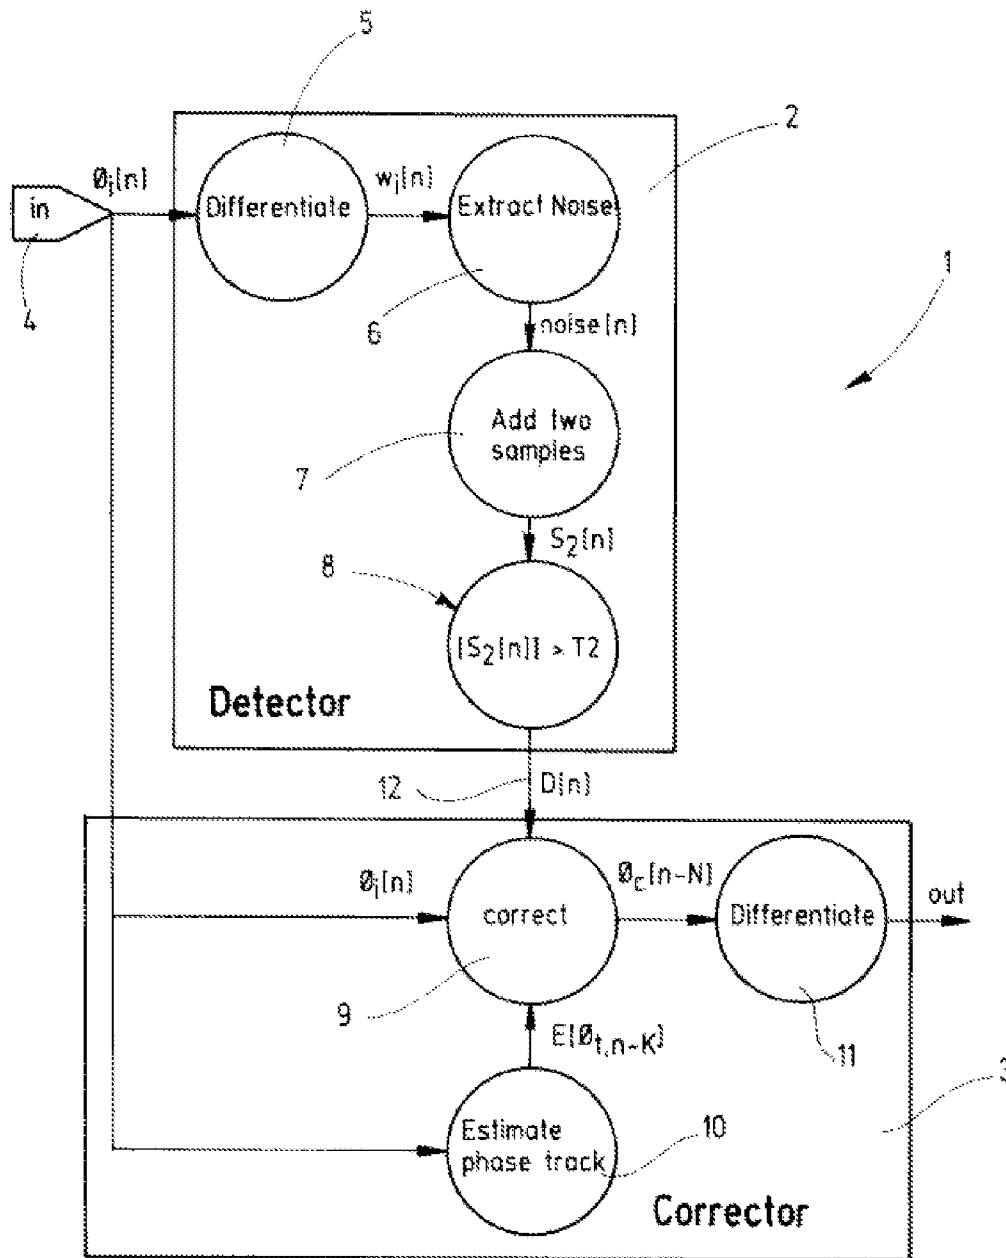 5
2
Ø_i[n]
w_i[n]
in
Differentiate
Extract Noise
1
4
6
noise[n]
Add two
samples
7
S_2[n]
8
[S_2[n]] > T2
Detector
12
D[n]
Ø_i[n]
Ø_c[n-N]
out
correct
Differentiate
9
E[Ø_t,n-K]
11
3
10
Estimate
phase track
Corrector